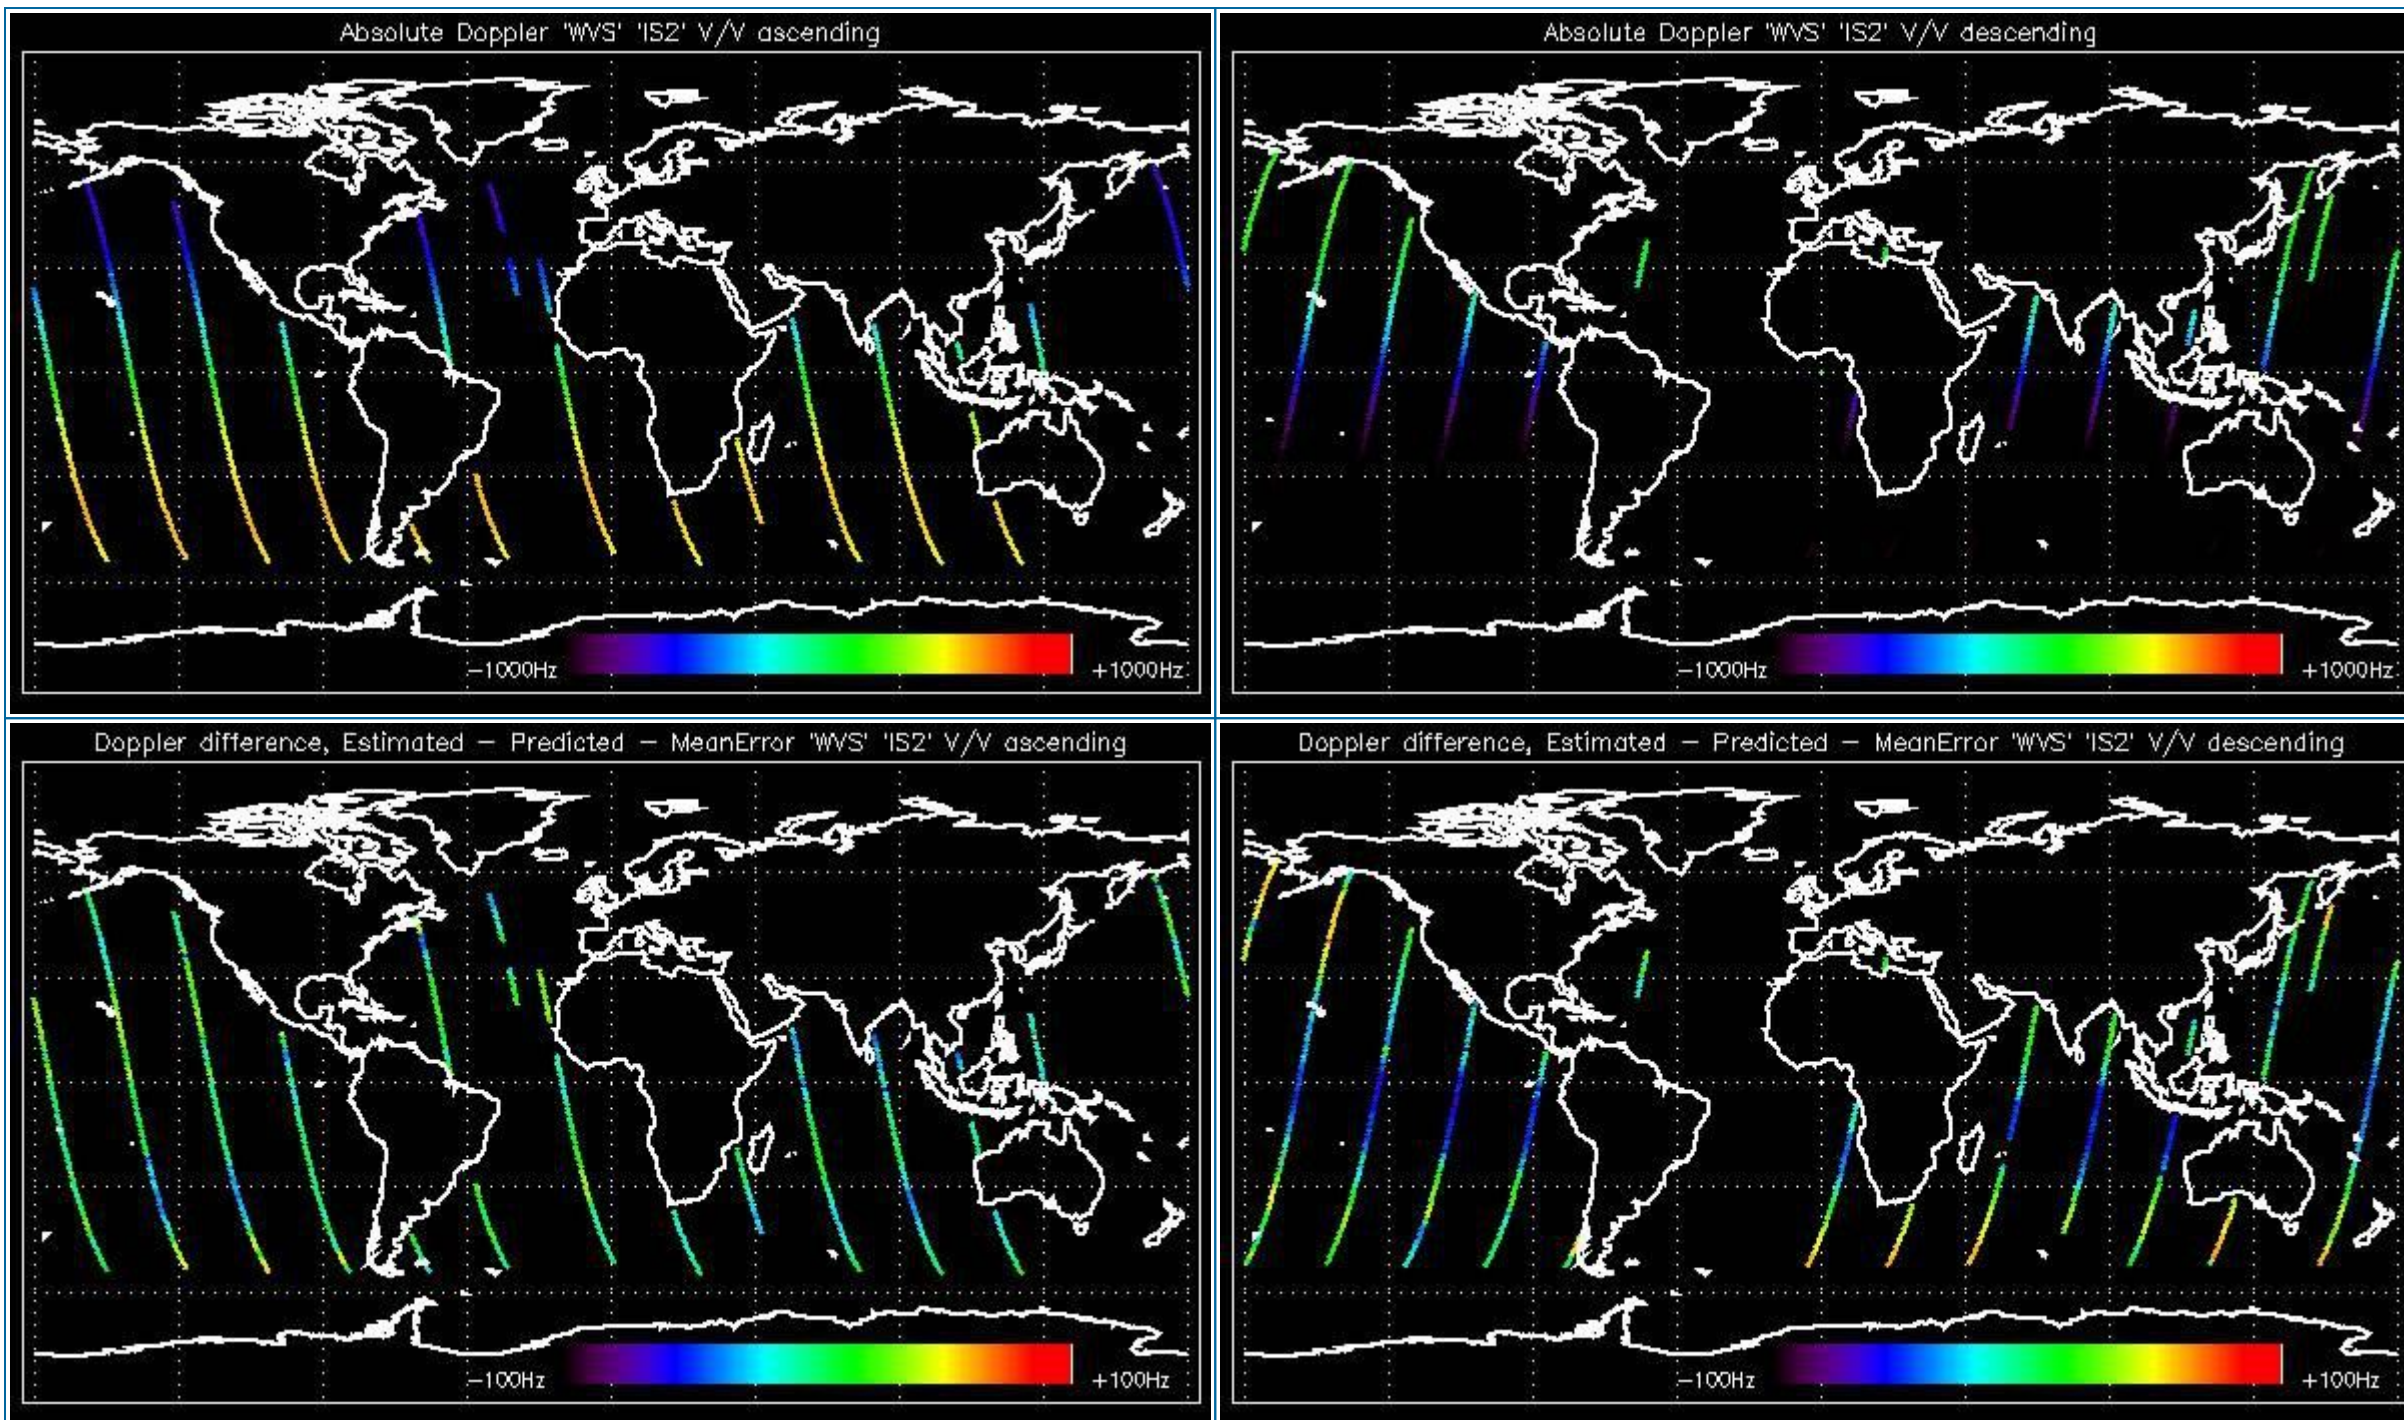 Absolute Doppler 'WVS' 'IS2' V/V ascending
-1000Hz
+1000Hz
Absolute Doppler 'WVS' 'IS2' V/V descending
-1000Hz
+1000Hz
Doppler difference, Estimated - Predicted - MeanError 'WVS' 'IS2' V/V ascending
-100Hz
+100Hz
Doppler difference, Estimated - Predicted - MeanError 'WVS' 'IS2' V/V descending
-100Hz
+100Hz